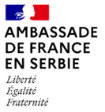 AMBASSADE
DE FRANCE
EN SERBIE
Liberté
Égalité
Fraternité